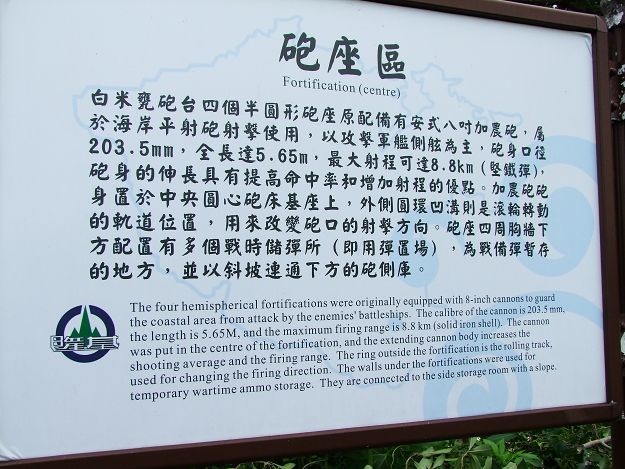 砲座區
Fortification (centre)
白米甕砲台四個半圓形砲座原配備有安式八吋加農砲，屬
於海岸平射砲射擊使用，以攻擊軍艦側舷為主，砲身口徑
203.5mm，全長達5.65m，最大射程可達8.8km（堅鐵彈)，
砲身的伸長具有提高命中率和增加射程的優點。加農砲砲
身置於中央圓心砲床基座上，外側圓環凹溝則是滾輪轉動
的軌道位置，用來改變砲口的射擊方向。砲座四周胸牆下
方配置有多個戰時儲彈所（即用彈置場），為戰備彈暫存
的地方，並以斜坡連通下方的砲側庫。
The four hemispherical fortifications were originally equipped with 8-inch cannons to guard
the coastal area from attack by the enemies' battleships. The calibre of the cannon is 203.5 mm,
the length is 5.65M, and the maximum firing range is 8.8 km (solid iron shell). The cannon
was put in the centre of the fortification, and the extending cannon body increases the
shooting average and the firing range. The ring outside the fortification is the rolling track,
used for changing the firing direction. The walls under the fortifications were used for
temporary wartime ammo storage. They are connected to the side storage room with a slope.